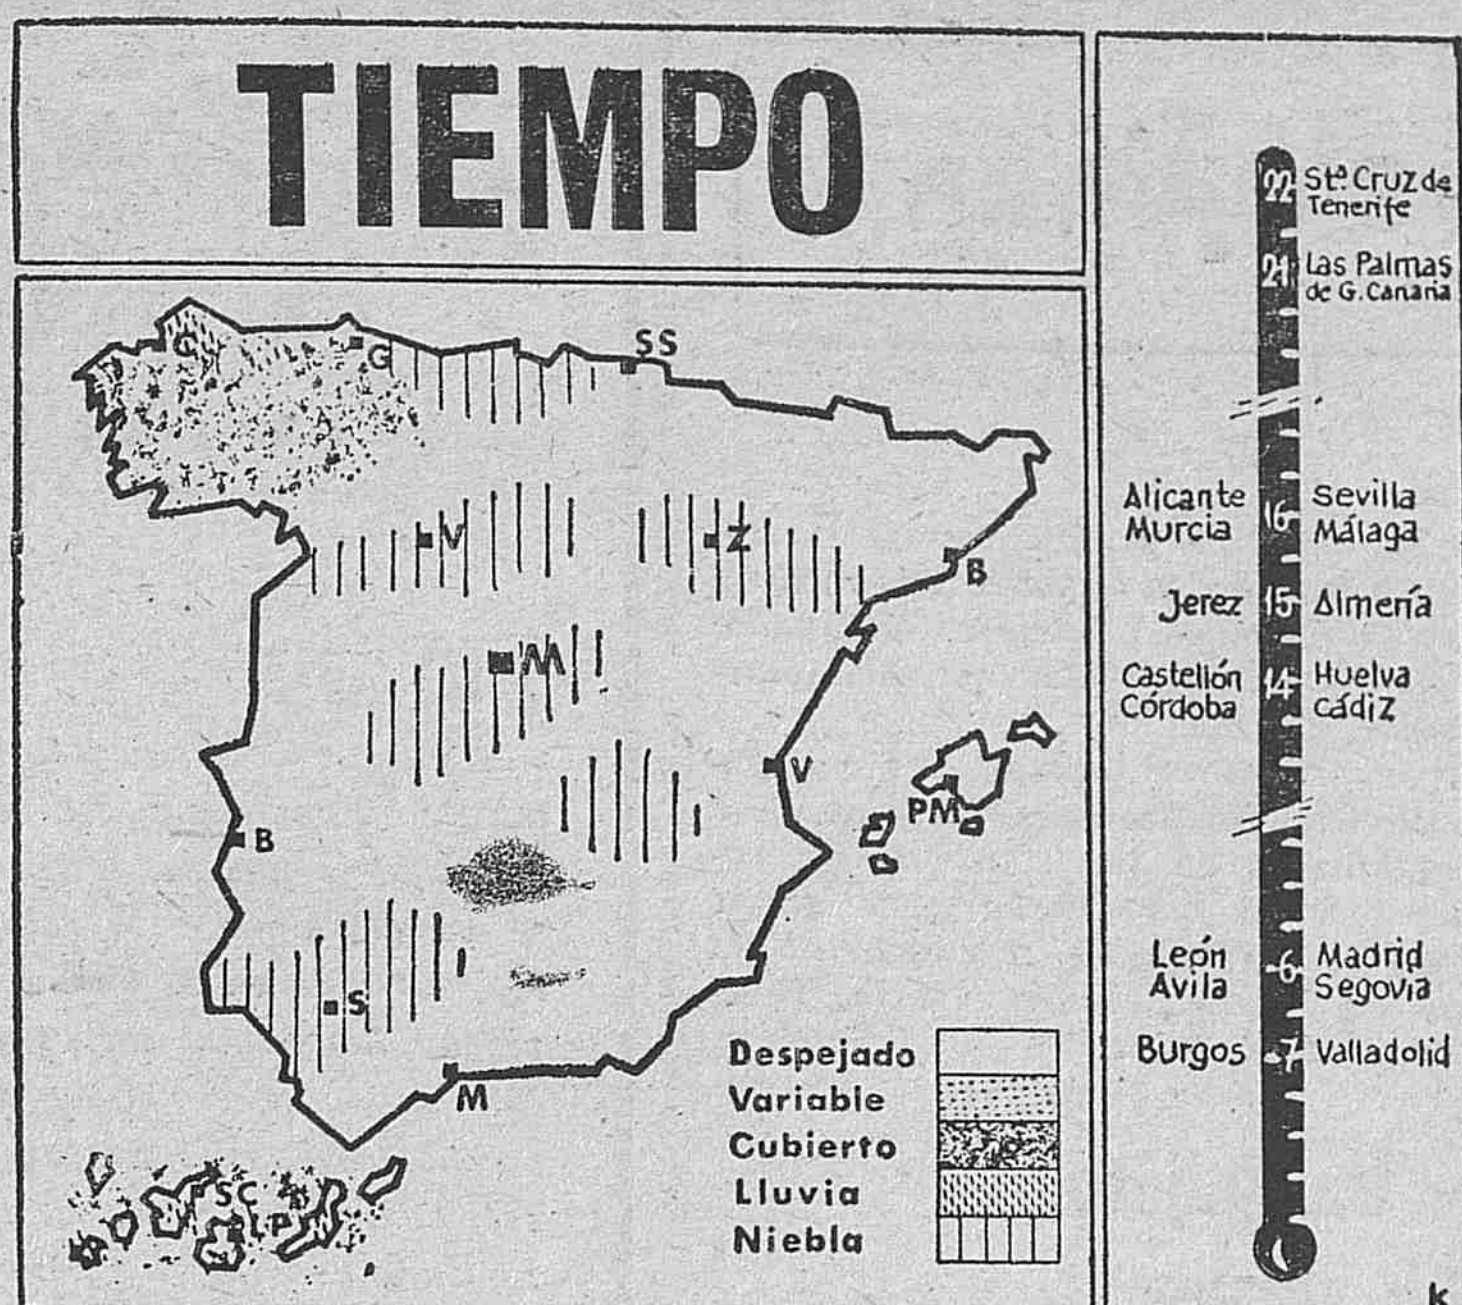 TIEMPO
C
G
SS
V
Z
B
M
V
PM
B
S
M
SC
LP
Despejado
Variable
Cubierto
Lluvia
Niebla
22 Stª Cruz de
Tenerife
21 Las Palmas
de G. Canaria
Alicante 16 Sevilla
Murcia Málaga
Jerez 15 Almería
Castellón 14 Huelva
Córdoba Cádiz
León -6 Madrid
Avila Segovia
Burgos -7 Valladolid
k